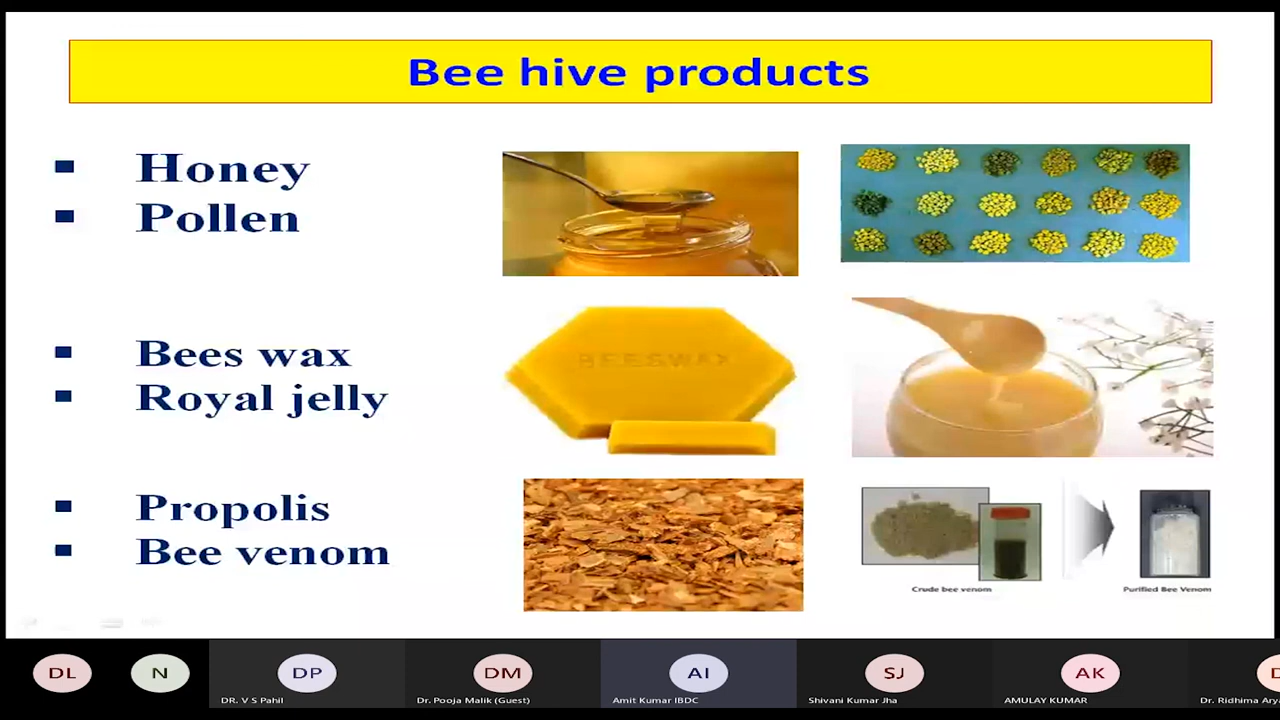 Bee hive products
Honey
Pollen
Bees wax
Royal jelly
Propolis
Bee venom
BEESWAX
Crude bee venom
Purified Bee Venom
DL
N
DP
DR. V S Pahil
DM
Dr. Pooja Malik (Guest)
AI
Amit Kumar IBDC
SJ
Shivani Kumar Jha
AK
AMULAY KUMAR
Dr. Ridhima Ary